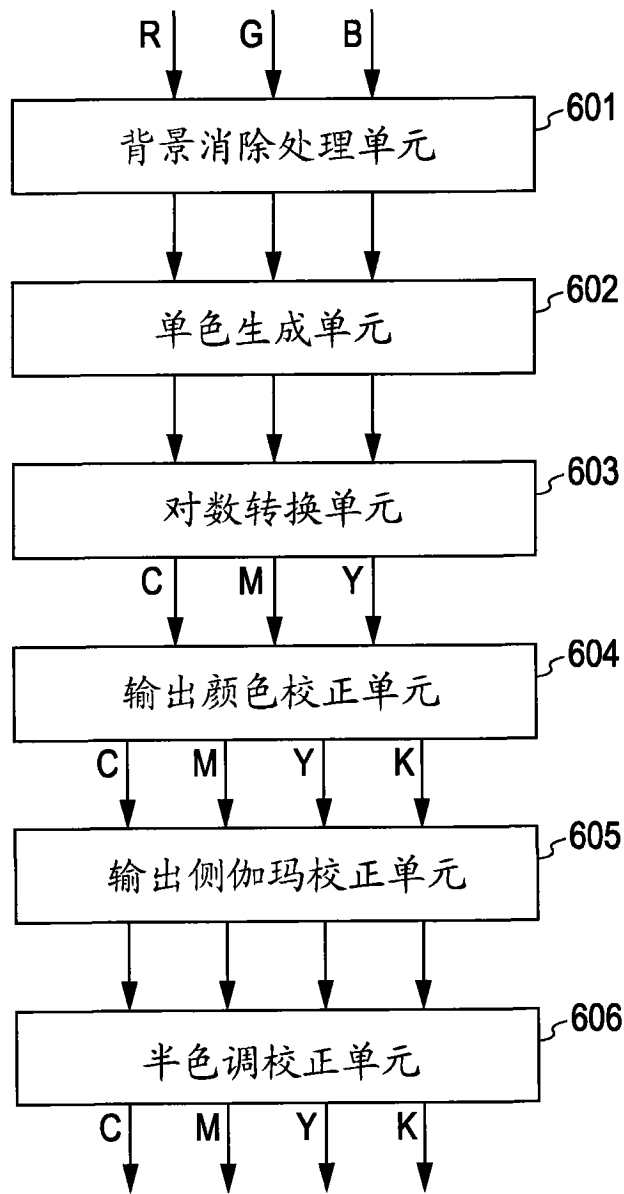 R G B
601
背景消除处理单元
602
单色生成单元
603
对数转换单元
C M Y
604
输出颜色校正单元
C M Y K
605
输出侧伽玛校正单元
606
半色调校正单元
C M Y K